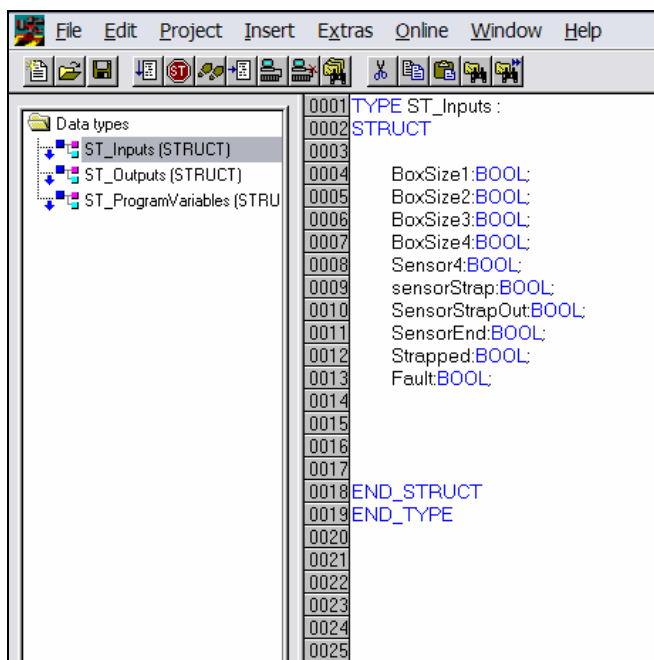 File Edit Project Insert Extras Online Window Help
Data types
ST_Inputs (STRUCT)
ST_Outputs (STRUCT)
ST_ProgramVariables (STRU
0001 TYPE ST_Inputs :
0002 STRUCT
0003
0004 BoxSize1:BOOL;
0005 BoxSize2:BOOL;
0006 BoxSize3:BOOL;
0007 BoxSize4:BOOL;
0008 Sensor4:BOOL;
0009 sensorStrap:BOOL;
0010 SensorStrapOut:BOOL;
0011 SensorEnd:BOOL;
0012 Strapped:BOOL;
0013 Fault:BOOL;
0014
0015
0016
0017
0018 END_STRUCT
0019 END_TYPE
0020
0021
0022
0023
0024
0025